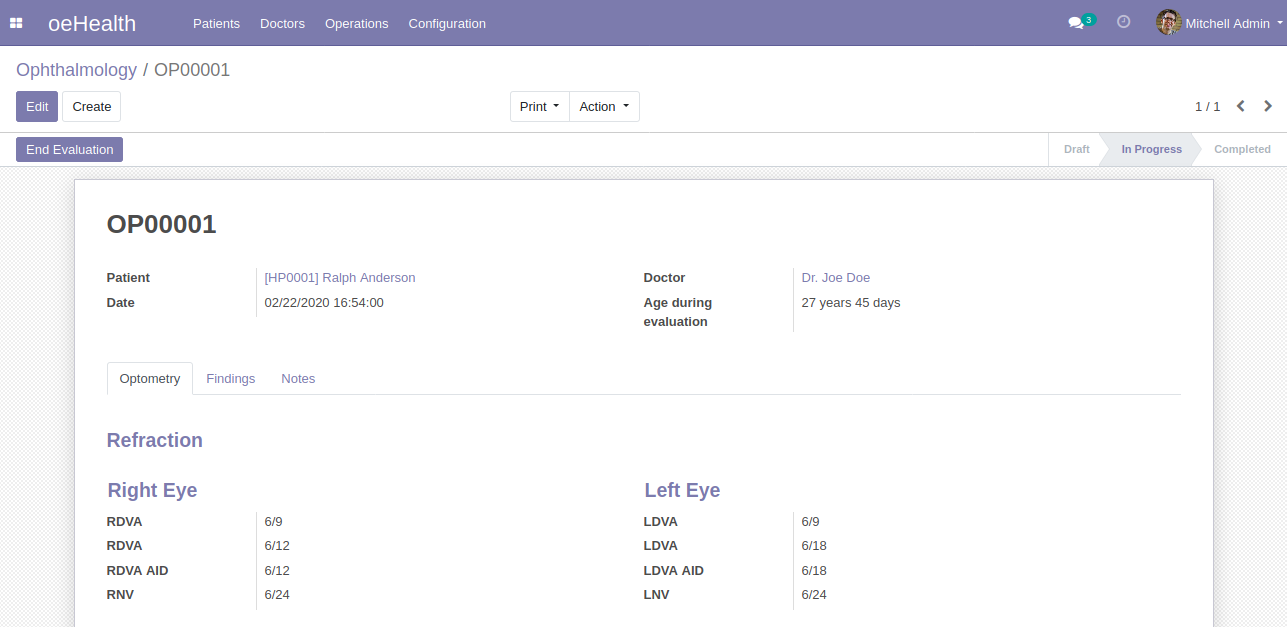 oeHealth Patients Doctors Operations Configuration 3 Mitchell Admin
Ophthalmology / OP00001
Edit Create Print Action 1 / 1
End Evaluation Draft In Progress Completed
OP00001
Patient [HP0001] Ralph Anderson Doctor Dr. Joe Doe
Date 02/22/2020 16:54:00 Age during 27 years 45 days
evaluation
Optometry Findings Notes
Refraction
Right Eye Left Eye
RDVA 6/9 LDVA 6/9
RDVA 6/12 LDVA 6/18
RDVA AID 6/12 LDVA AID 6/18
RNV 6/24 LNV 6/24